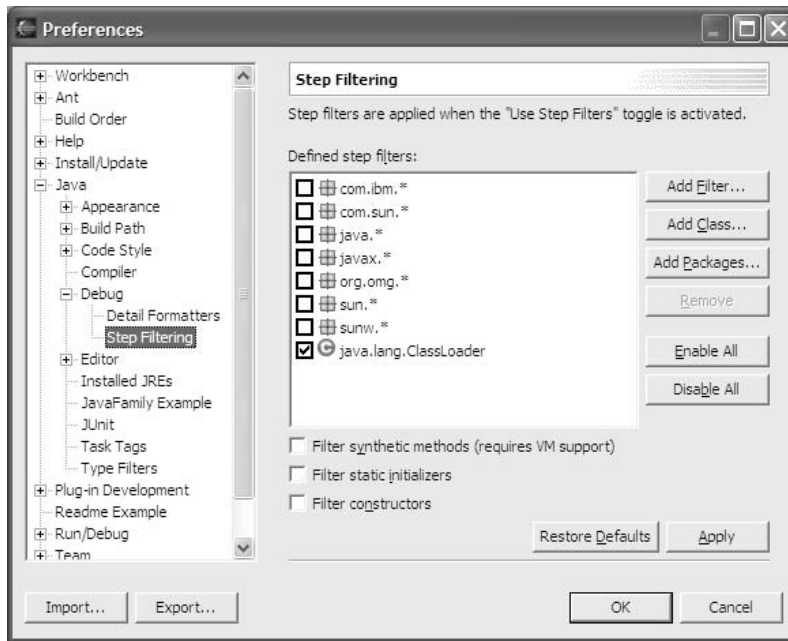 Preferences
Workbench
Ant
Build Order
Help
Install/Update
Java
Appearance
Build Path
Code Style
Compiler
Debug
Detail Formatters
Step Filtering
Editor
Installed JREs
JavaFamily Example
JUnit
Task Tags
Type Filters
Plug-in Development
Readme Example
Run/Debug
Team
Step Filtering
Step filters are applied when the "Use Step Filters" toggle is activated.
Defined step filters:
com.ibm.*
com.sun.*
java.*
javax.*
org.omg.*
sun.*
sunw.*
java.lang.ClassLoader
Add Filter...
Add Class...
Add Packages...
Remove
Enable All
Disable All
Filter synthetic methods (requires VM support)
Filter static initializers
Filter constructors
Restore Defaults
Apply
Import...
Export...
OK
Cancel